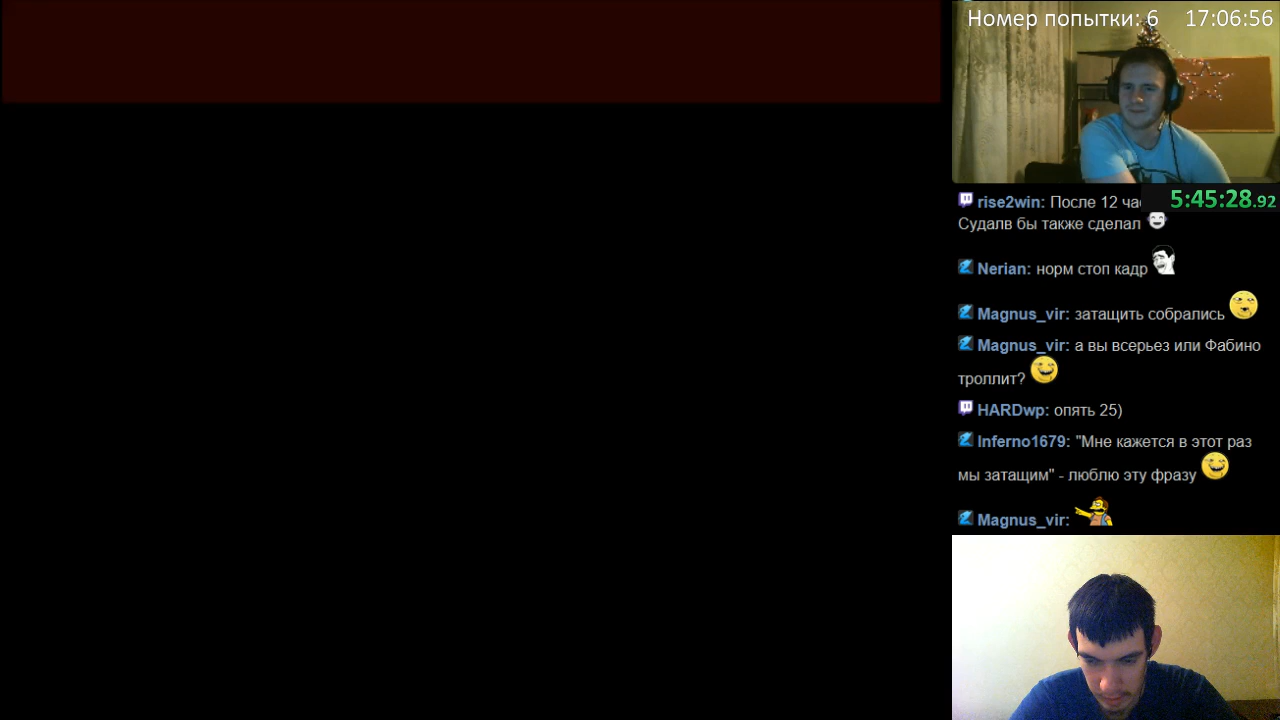 Номер попытки: 6 17:06:56
5:45:28.92
rise2win: После 12
Судалв бы также сделал
Nerian: норм стоп кадр
Magnus_vir: затащить собрались
Magnus_vir: а вы всерьез или Фабино
троллит?
HARDwp: опять 25)
Inferno1679: "Мне кажется в этот раз
мы затащим" - люблю эту фразу
Magnus_vir: